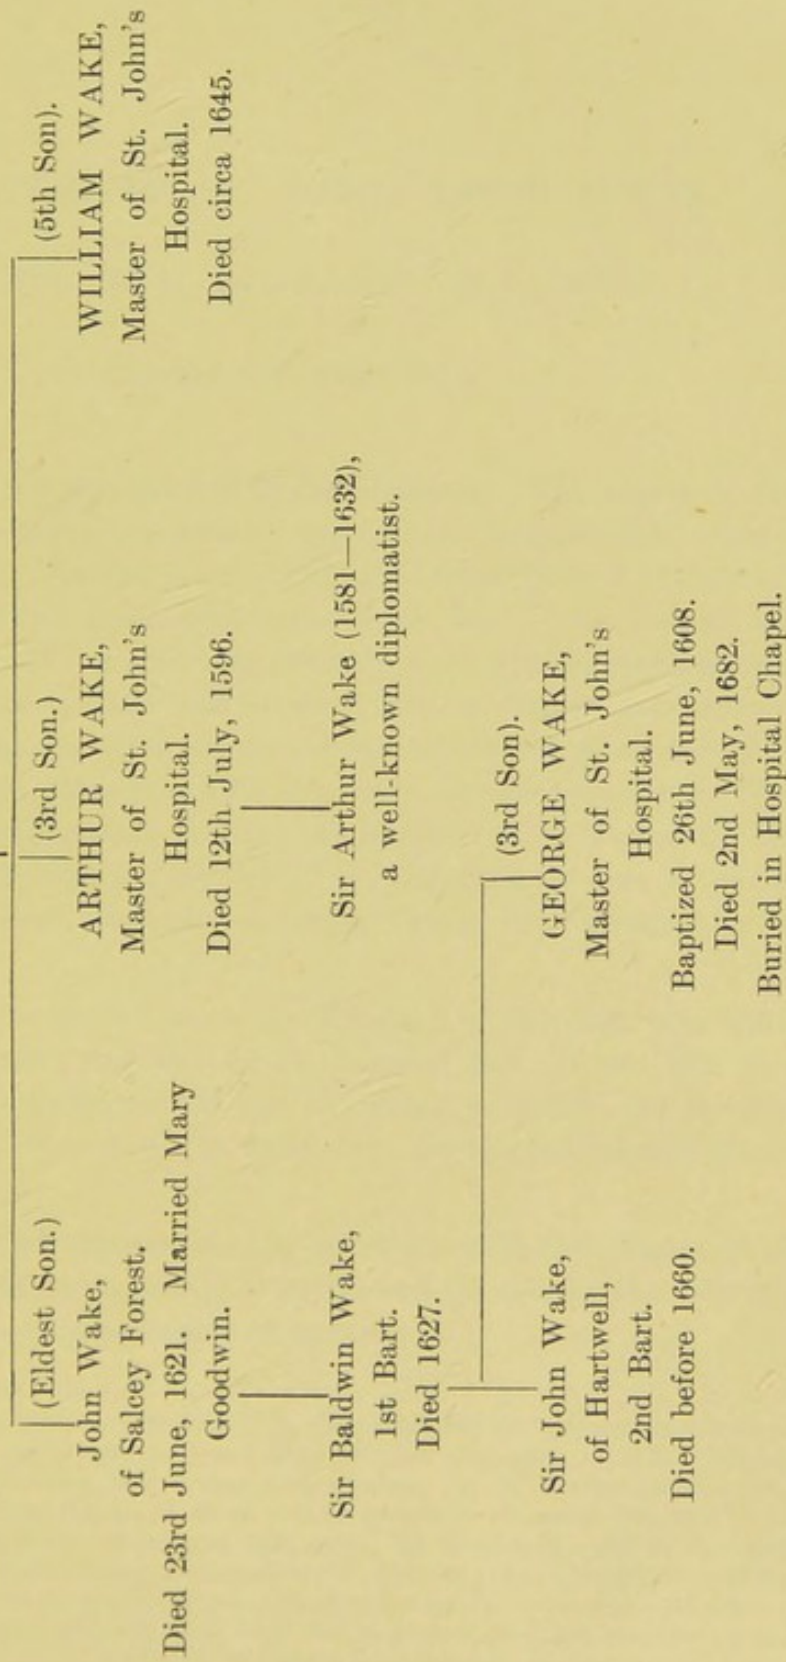 (Eldest Son.)
John Wake,
of Salcey Forest.
Died 23rd June, 1621. Married Mary
Goodwin.
(3rd Son.)
ARTHUR WAKE,
Master of St. John's
Hospital.
Died 12th July, 1596.
(5th Son).
WILLIAM WAKE,
Master of St. John's
Hospital.
Died circa 1645.
Sir Baldwin Wake,
1st Bart.
Died 1627.
Sir Arthur Wake (1581—1632),
a well-known diplomatist.
Sir John Wake,
of Hartwell,
2nd Bart.
Died before 1660.
(3rd Son).
GEORGE WAKE,
Master of St. John's
Hospital.
Baptized 26th June, 1608.
Died 2nd May, 1682.
Buried in Hospital Chapel.